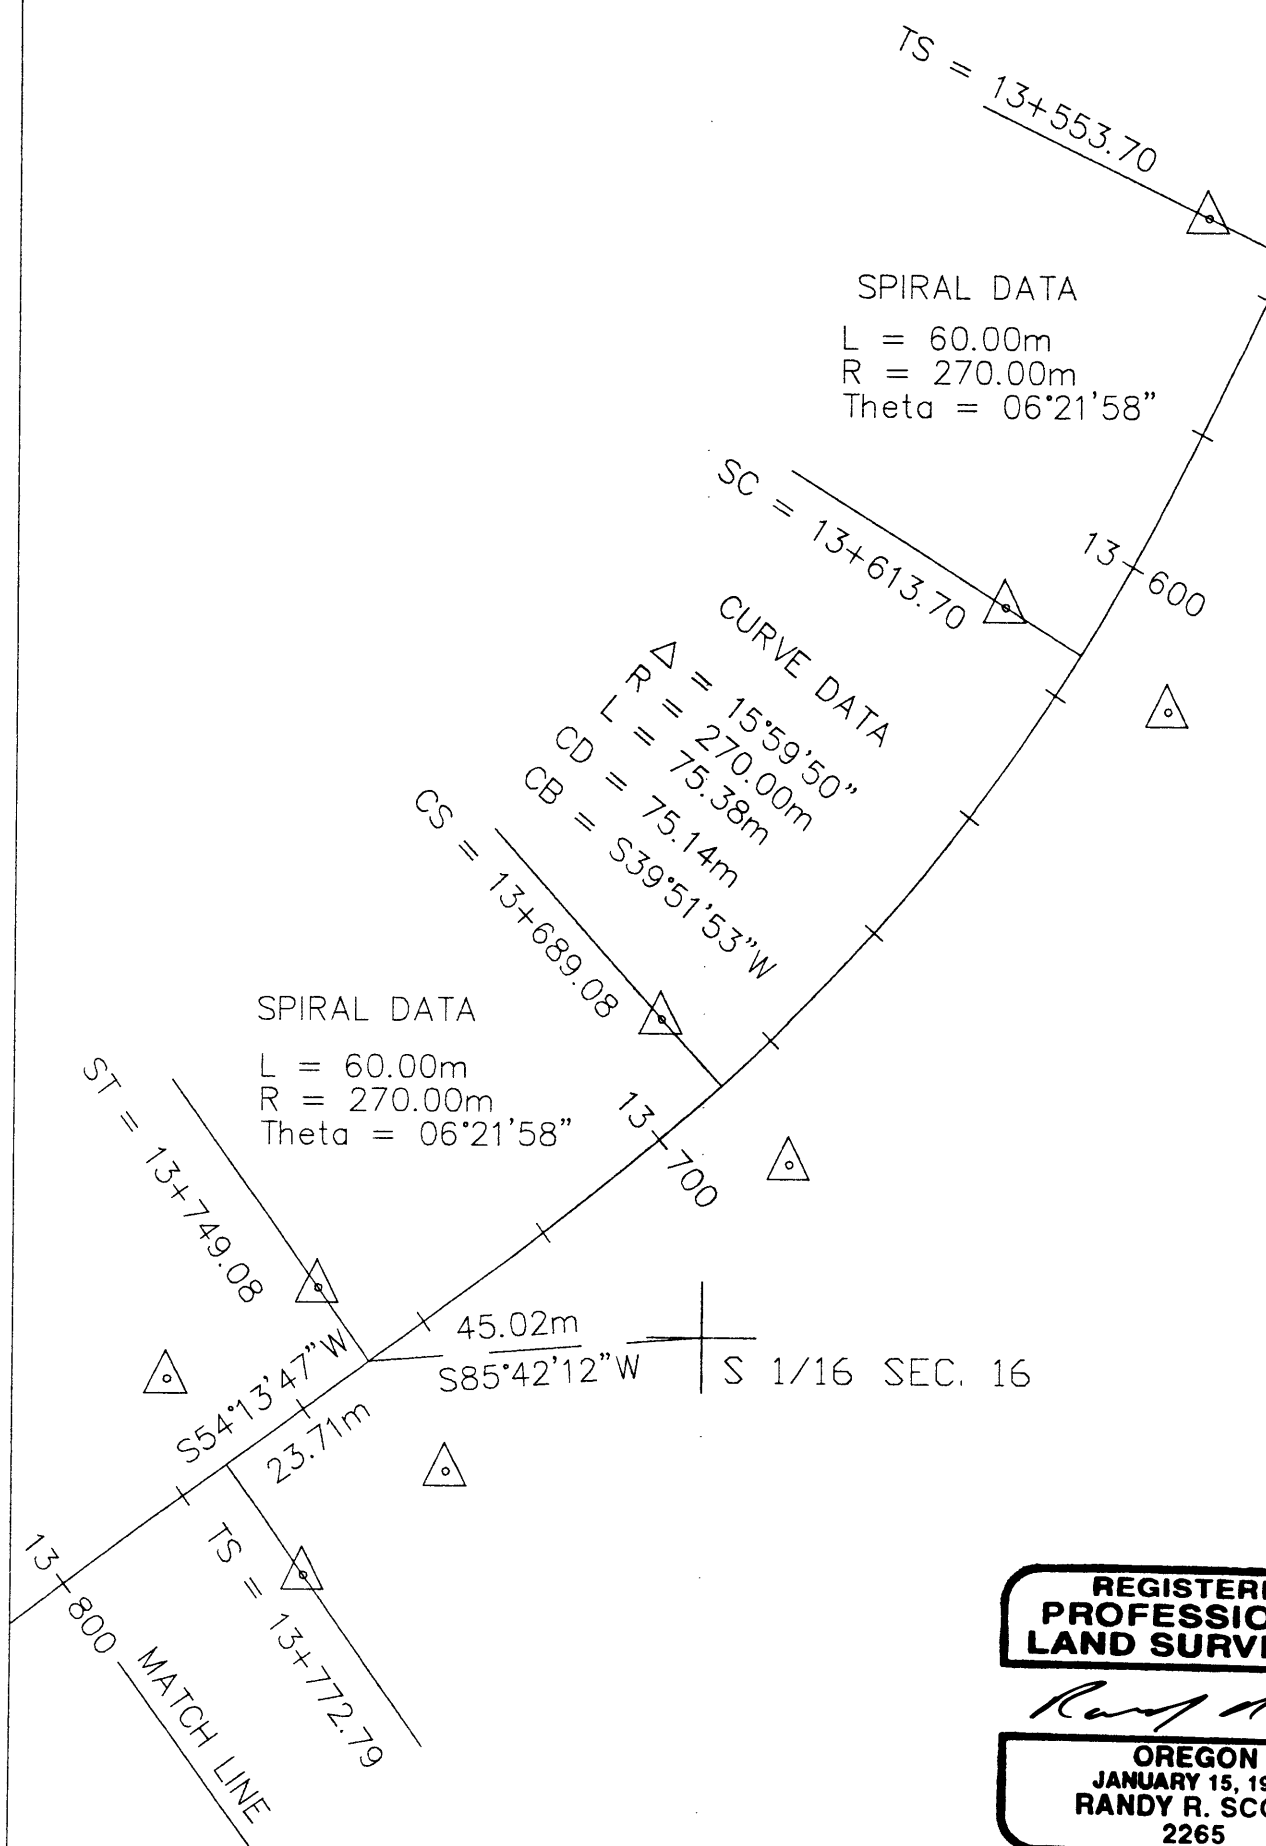 TS = 13+553.70
SPIRAL DATA
L = 60.00m
R = 270.00m
Theta = 06°21'58"
SC = 13+613.70
13+600
CURVE DATA
△ = 15°59'50"
R = 270.00m
L = 75.38m
CD = 75.14m
CB = S39°51'53"W
CS = 13+689.08
SPIRAL DATA
L = 60.00m
R = 270.00m
Theta = 06°21'58"
13+700
ST = 13+749.08
45.02m
S85°42'12"W
S 1/16 SEC. 16
S54°13'47"W
23.71m
TS = 13+772.79
13+800
MATCH LINE
REGISTER
PROFESSIO
LAND SURV
OREGON
JANUARY 15, 19
RANDY R. SCO
2265